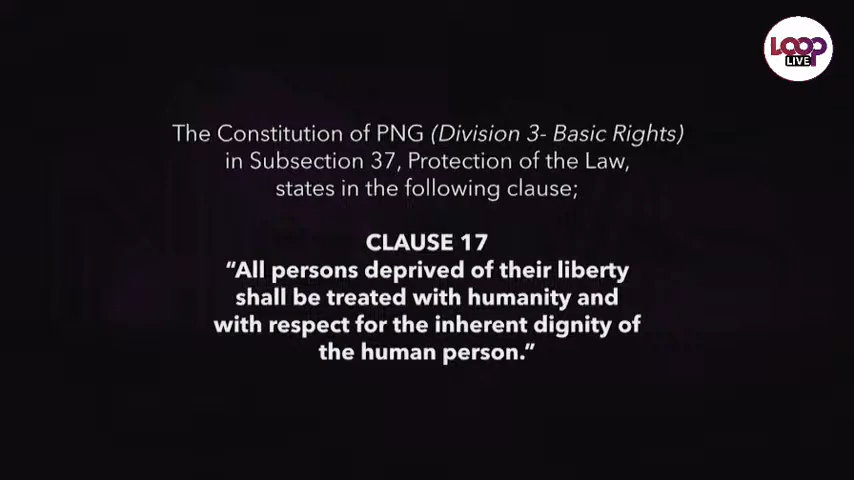 LOOP
LIVE
The Constitution of PNG (Division 3- Basic Rights)
in Subsection 37, Protection of the Law,
states in the following clause;
CLAUSE 17
“All persons deprived of their liberty
shall be treated with humanity and
with respect for the inherent dignity of
the human person.”